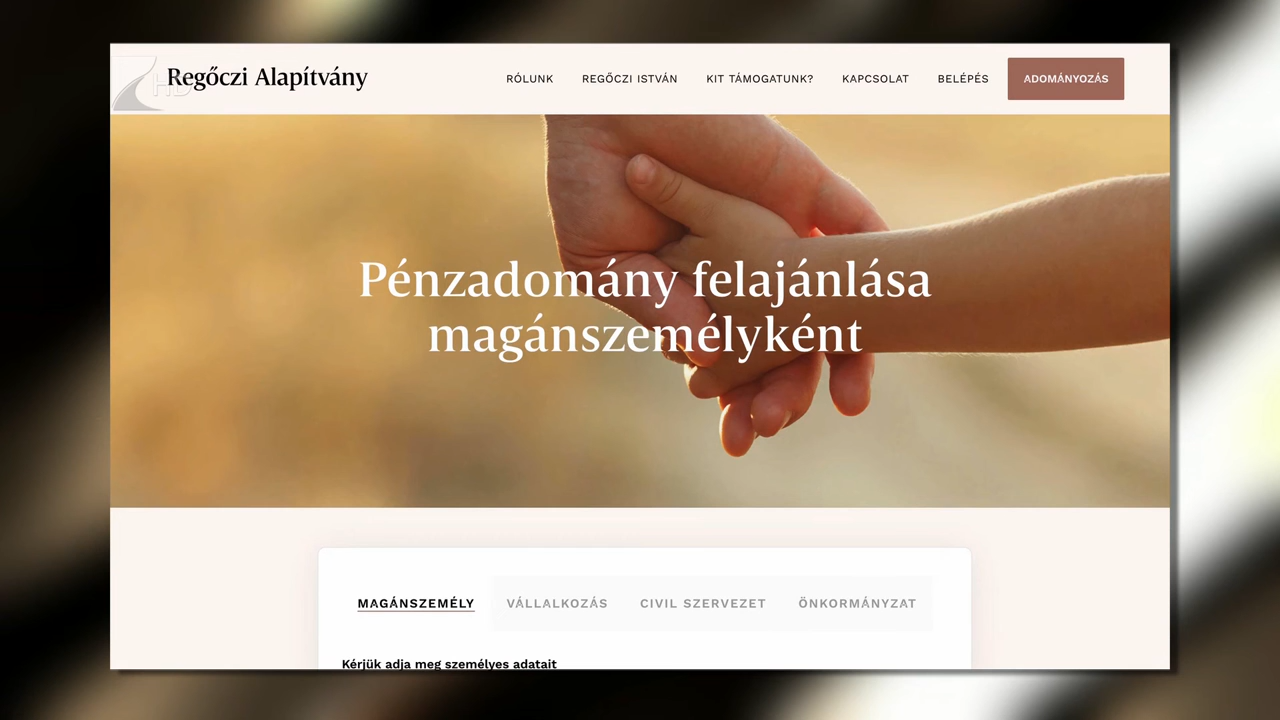 HD
Regőczi Alapítvány
RÓLUNK
REGŐCZI ISTVÁN
KIT TÁMOGATUNK?
KAPCSOLAT
BELÉPÉS
ADOMÁNYOZÁS
Pénzadomány felajánlása
magánszemélyként
MAGÁNSZEMÉLY
VÁLLALKOZÁS
CIVIL SZERVEZET
ÖNKORMÁNYZAT
Kérjük adja meg személyes adatait